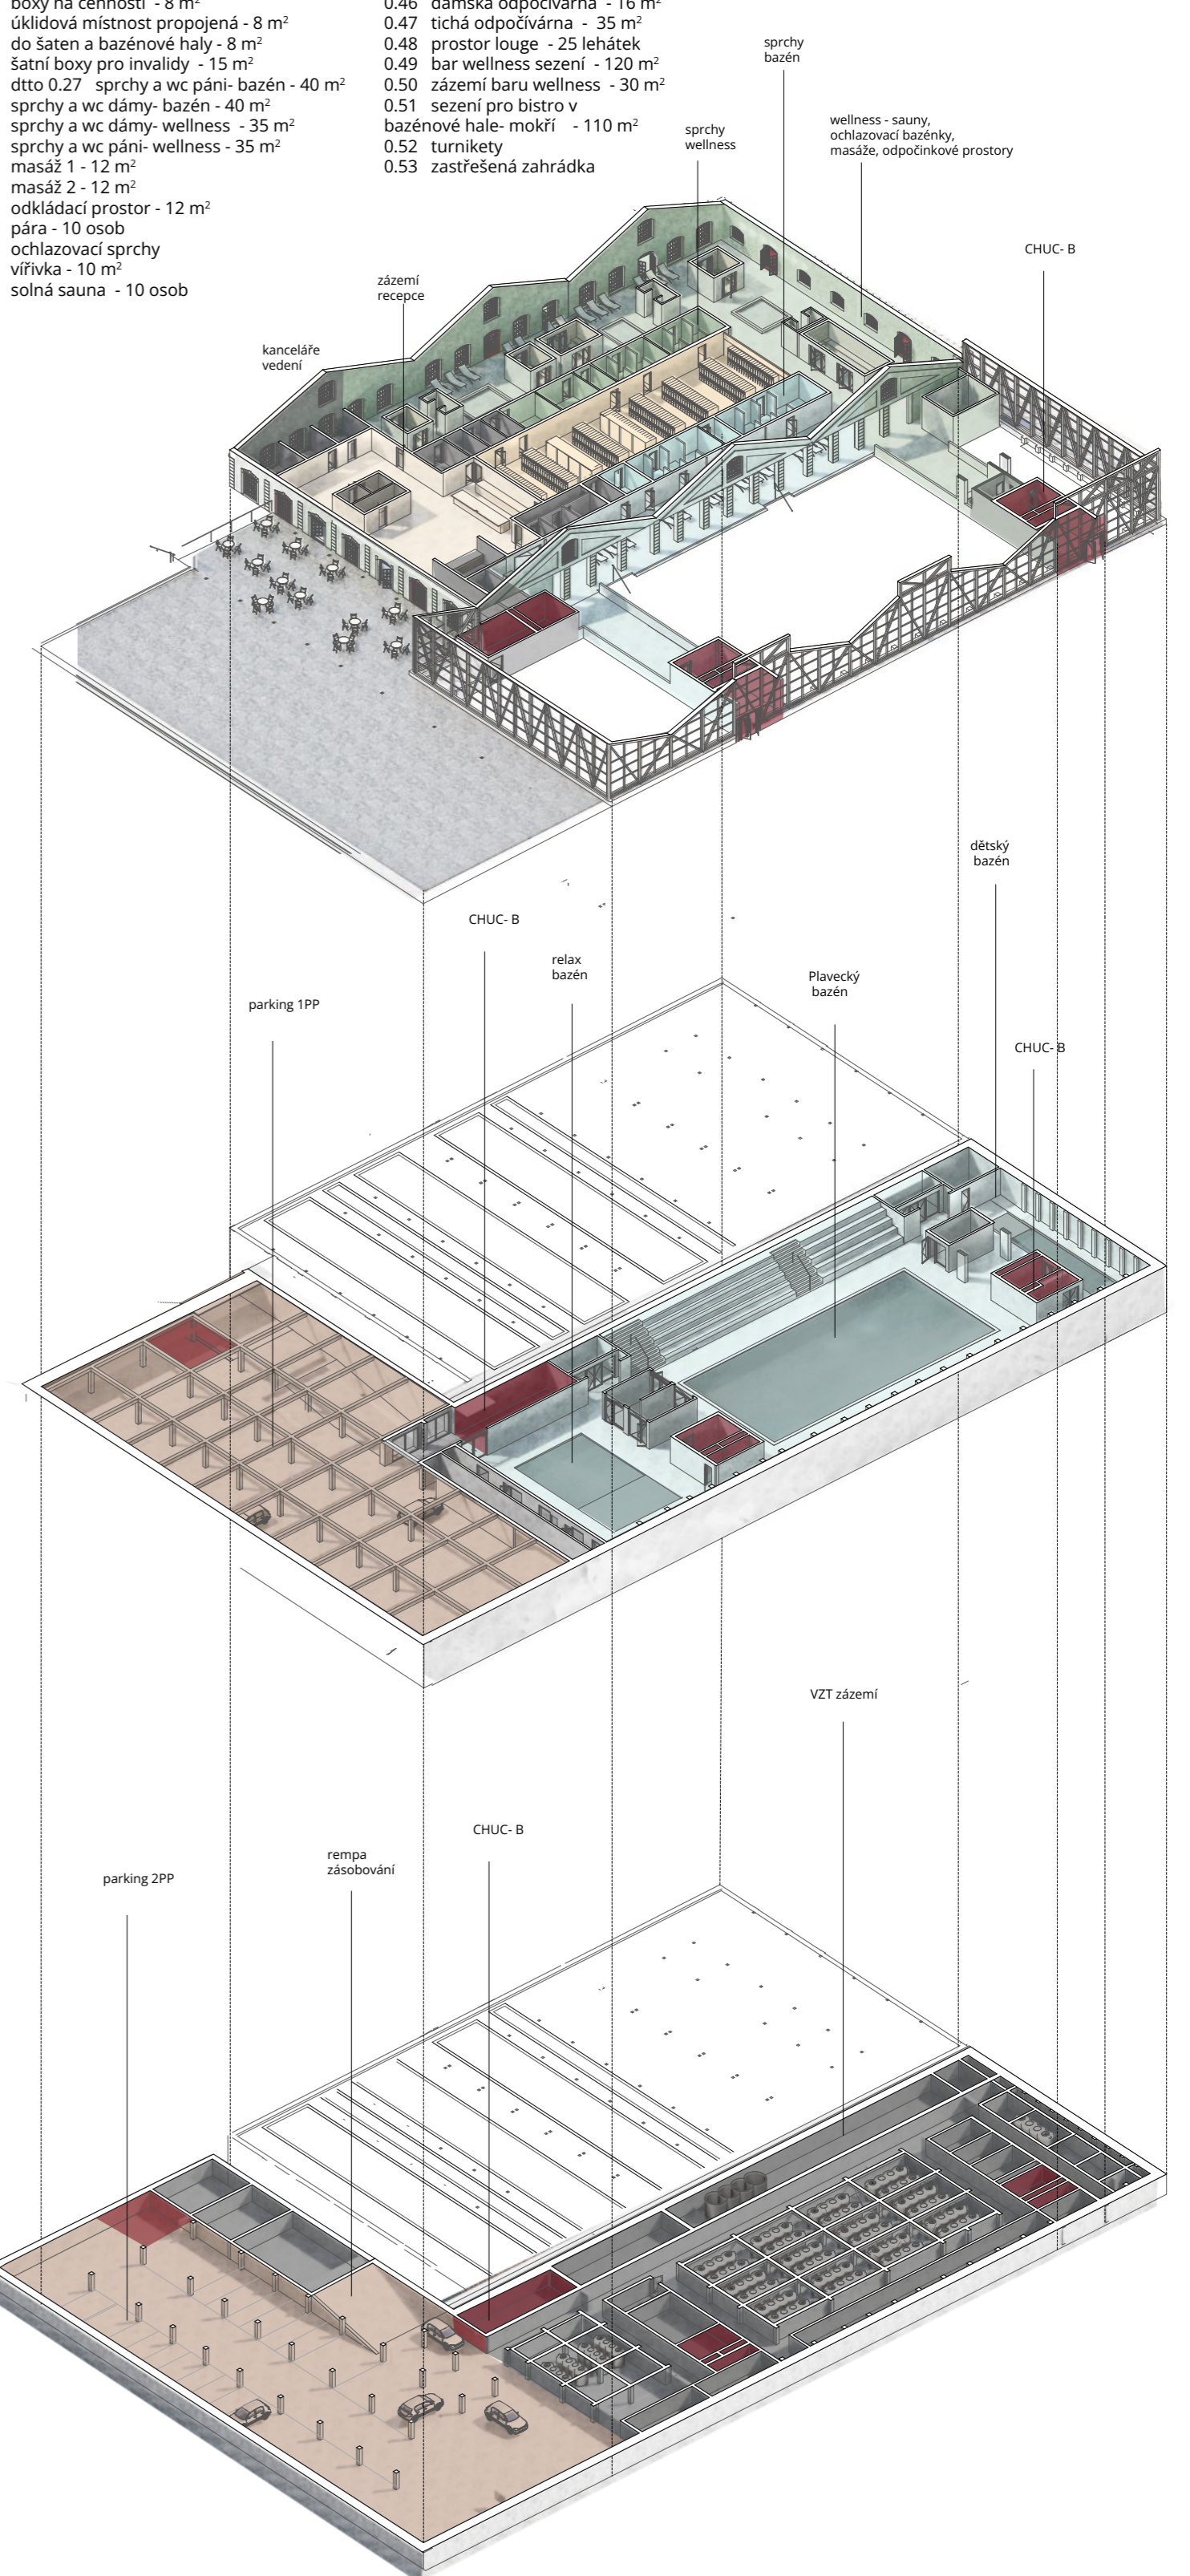 boxy na cennosti - 8 m²
úklidová místnost propojená - 8 m²
do šaten a bazénové haly - 8 m²
šatní boxy pro invalidy - 15 m²
dtto 0.27 sprchy a wc páni- bazén - 40 m²
sprchy a wc dámy- bazén - 40 m²
sprchy a wc dámy- wellness - 35 m²
sprchy a wc páni- wellness - 35 m²
masáž 1 - 12 m²
masáž 2 - 12 m²
odkládací prostor - 12 m²
pára - 10 osob
ochlazovací sprchy
vířivka - 10 m²
solná sauna - 10 osob
0.46 dámská odpočívárna - 16 m²
0.47 tichá odpočívárna - 35 m²
0.48 prostor louge - 25 lehátek
0.49 bar wellness sezení - 120 m²
0.50 zázemí baru wellness - 30 m²
0.51 sezení pro bistro v
bazénové hale- mokří - 110 m²
0.52 turnikety
0.53 zastřešená zahrádka
sprchy
bazén
sprchy
wellness
wellness - sauny,
ochlazovací bazénky,
masáže, odpočinkové prostory
CHUC- B
zázemí
recepce
kanceláře
vedení
dětský
bazén
CHUC- B
relax
bazén
Plavecký
bazén
parking 1PP
CHUC- B
VZT zázemí
CHUC- B
rempa
zásobování
parking 2PP